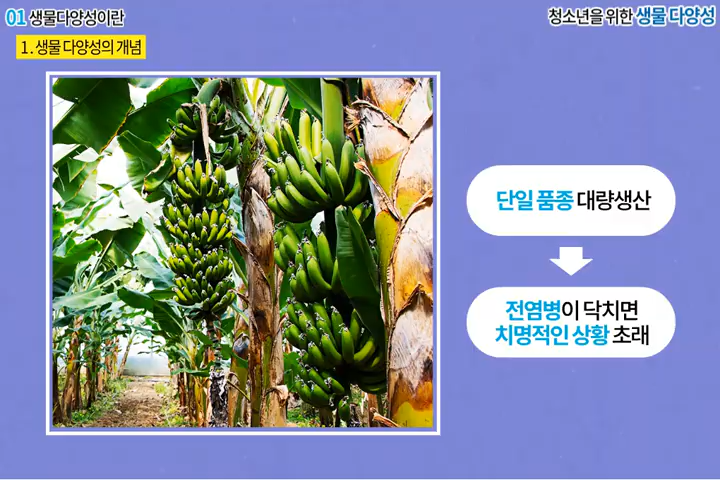 01 생물다양성이란
청소년을 위한 생물 다양성
1. 생물 다양성의 개념
단일 품종 대량생산
전염병이 닥치면
치명적인 상황 초래